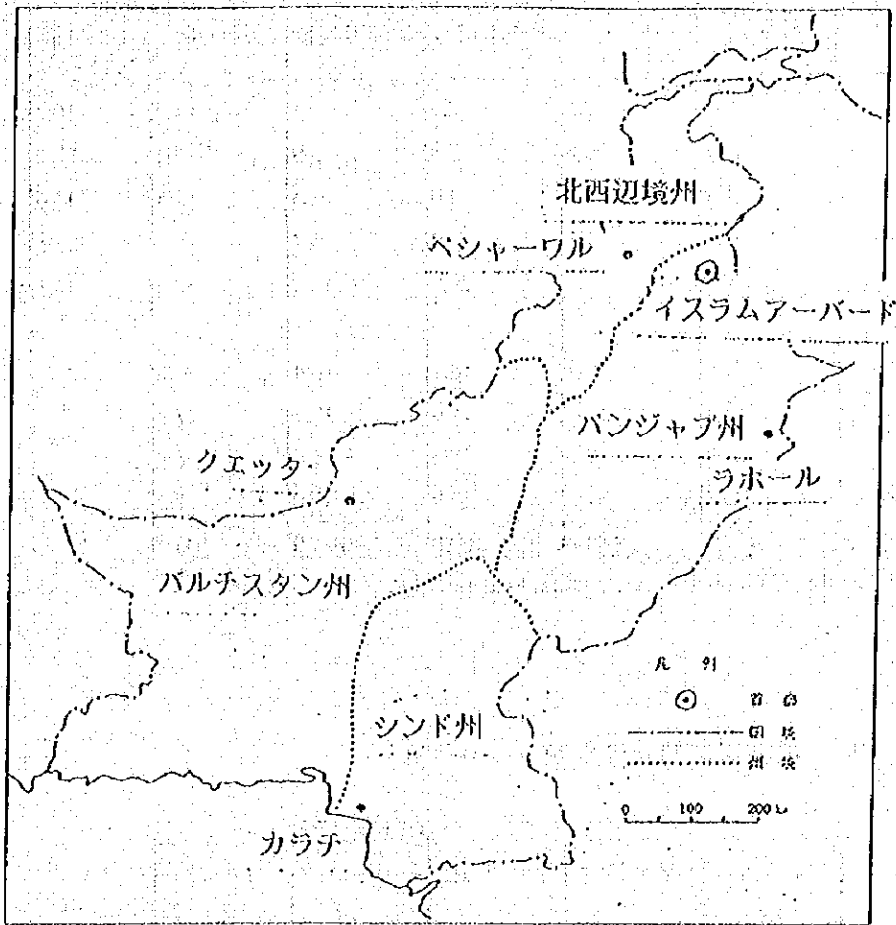 北西辺境州
ペシャーワル
イスラムアーバード
パンジャブ州
クエッタ
ラホール
バルチスタン州
凡 例
首 都
国 境
シンド州
州 境
0 100 200
カラチ